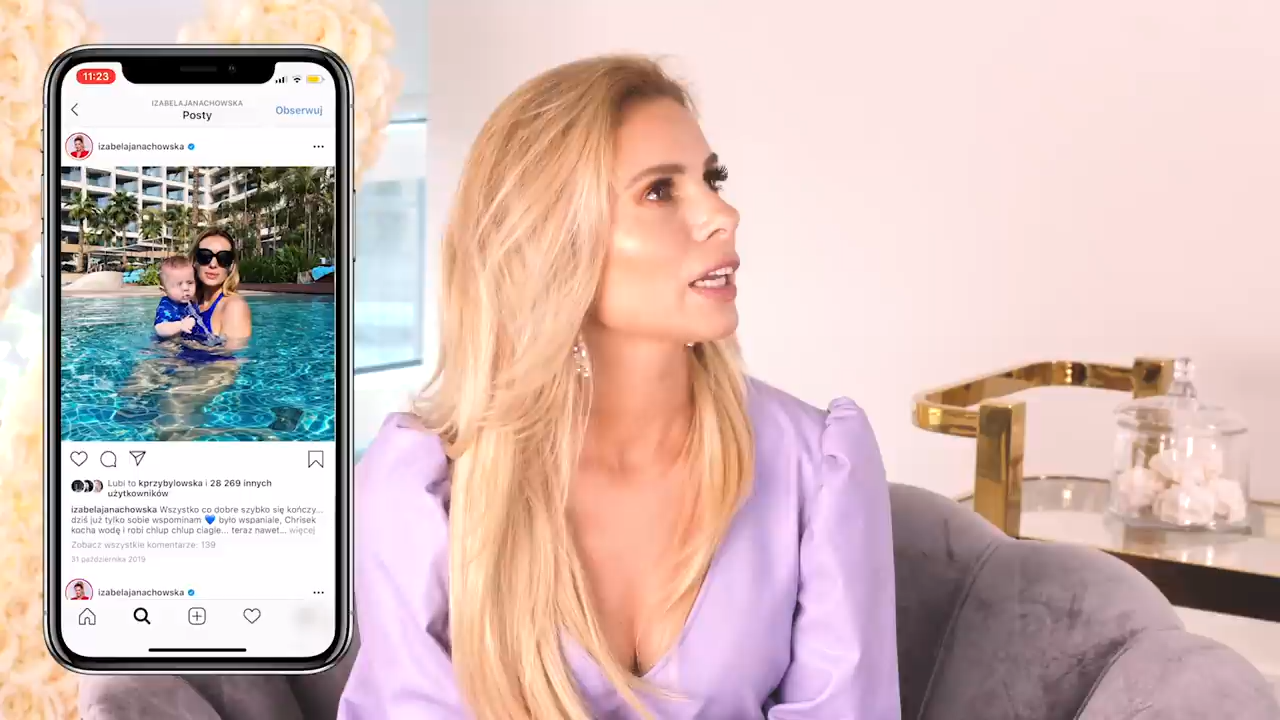 11:23
IZABELAJANACHOWSKA
Posty
Obserwuj
izabelajanachowska
Lubi to kprzybylowska i 28 269 innych
użytkowników
izabelajanachowska Wszystko co dobre szybko się kończy...
dziś już tylko sobie wspominam 💙 było wspaniale, Chrisek
kocha wodę i robi chlup chlup ciągle... teraz nawet... więcej
Zobacz wszystkie komentarze: 139
31 października 2019
izabelajanachowska